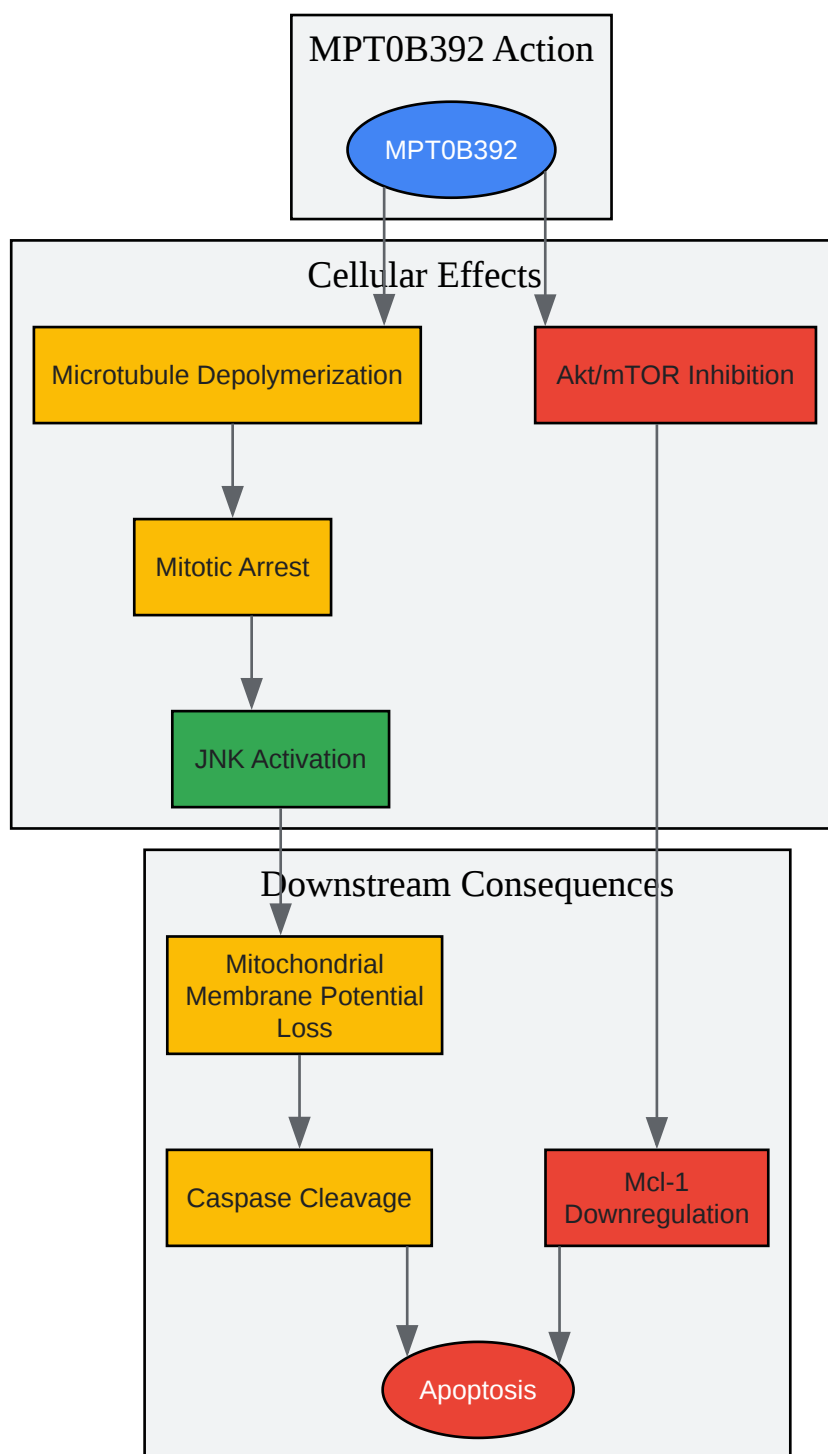 MPT0B392 Action
MPT0B392
Cellular Effects
Microtubule Depolymerization
Akt/mTOR Inhibition
Mitotic Arrest
JNK Activation
Downstream Consequences
Mitochondrial
Membrane Potential
Loss
Caspase Cleavage
Mcl-1
Downregulation
Apoptosis